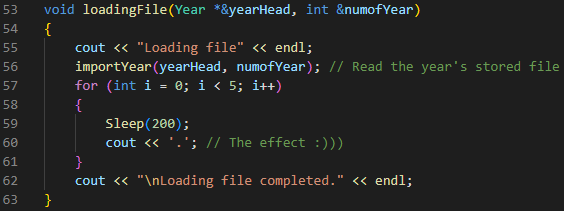 53 void loadingFile(Year *&yearHead, int &numofYear)
54 {
55     cout << "Loading file" << endl;
56     importYear(yearHead, numofYear); // Read the year's stored file
57     for (int i = 0; i < 5; i++)
58     {
59         Sleep(200);
60         cout << '.'; // The effect :)))
61     }
62     cout << "\nLoading file completed." << endl;
63 }